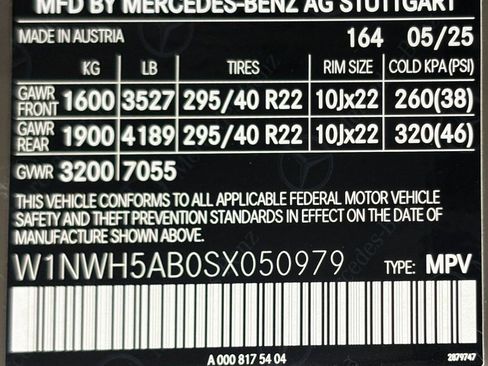 MFD BY MERCEDES-BENZ AG STUTTGART
MADE IN AUSTRIA 164 05/25
KG LB TIRES RIM SIZE COLD KPA(PSI)
GAWR FRONT 1600 3527 295/40 R22 10Jx22 260(38)
GAWR REAR 1900 4189 295/40 R22 10Jx22 320(46)
GVWR 3200 7055
THIS VEHICLE CONFORMS TO ALL APPLICABLE FEDERAL MOTOR VEHICLE
SAFETY AND THEFT PREVENTION STANDARDS IN EFFECT ON THE DATE OF
MANUFACTURE SHOWN ABOVE.
W1NWH5AB0SX050979 TYPE: MPV
A 000 817 54 04 2879747